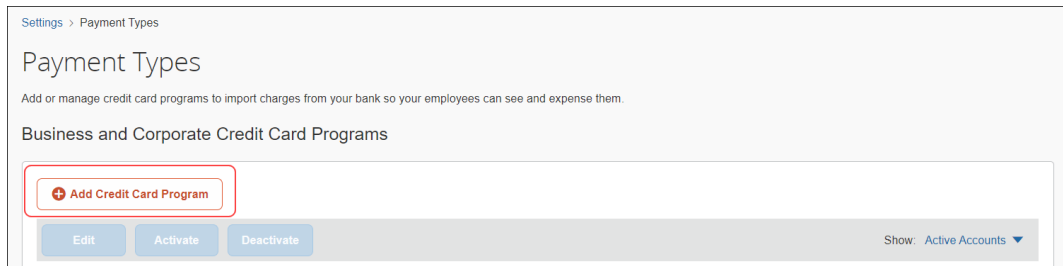 Settings > Payment Types
Payment Types
Add or manage credit card programs to import charges from your bank so your employees can see and expense them.
Business and Corporate Credit Card Programs
Add Credit Card Program
Edit Activate Deactivate Show: Active Accounts